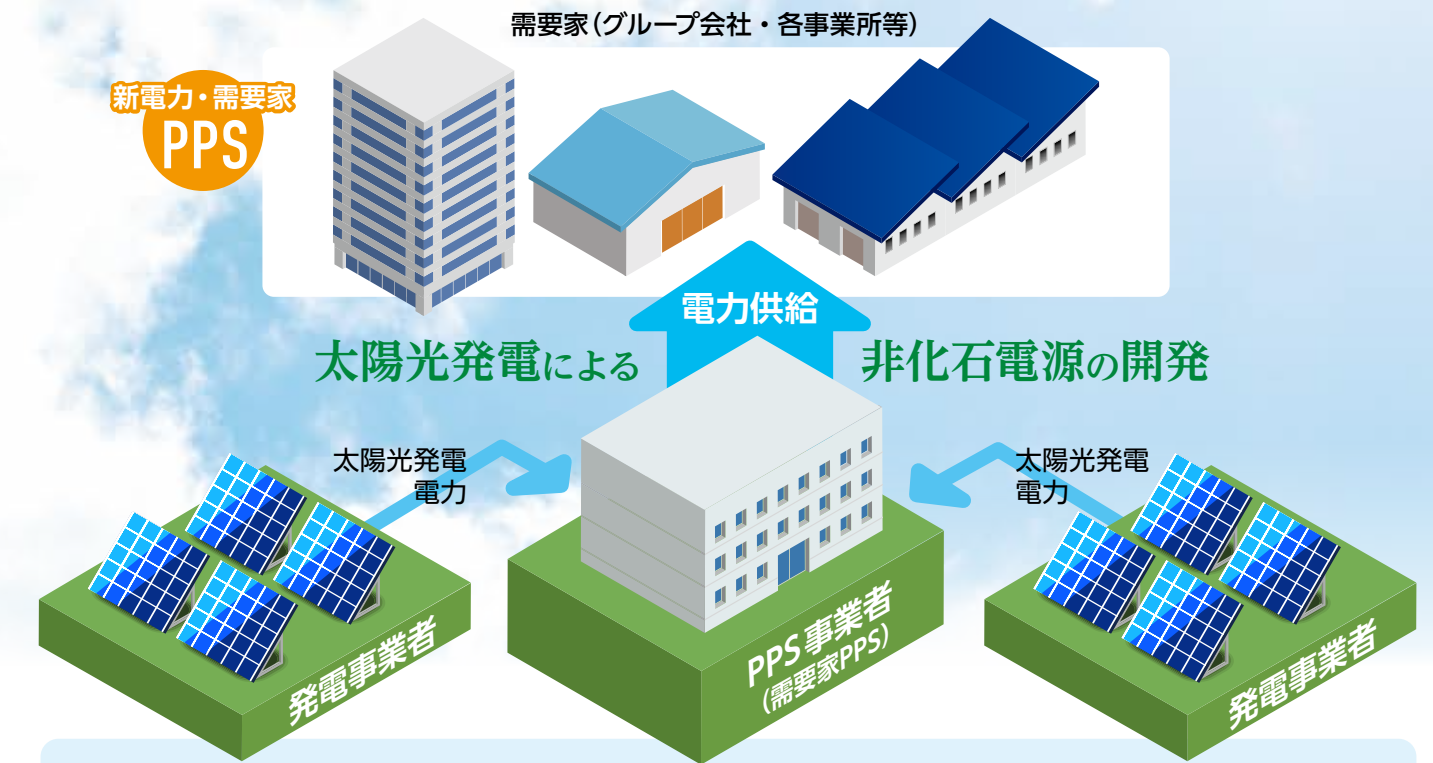 需要家(グループ会社・各事業所等)
新電力・需要家
PPS
電力供給
太陽光発電による
非化石電源の開発
太陽光発電
電力
太陽光発電
電力
発電事業者
PPS事業者
(需要家PPS)
発電事業者